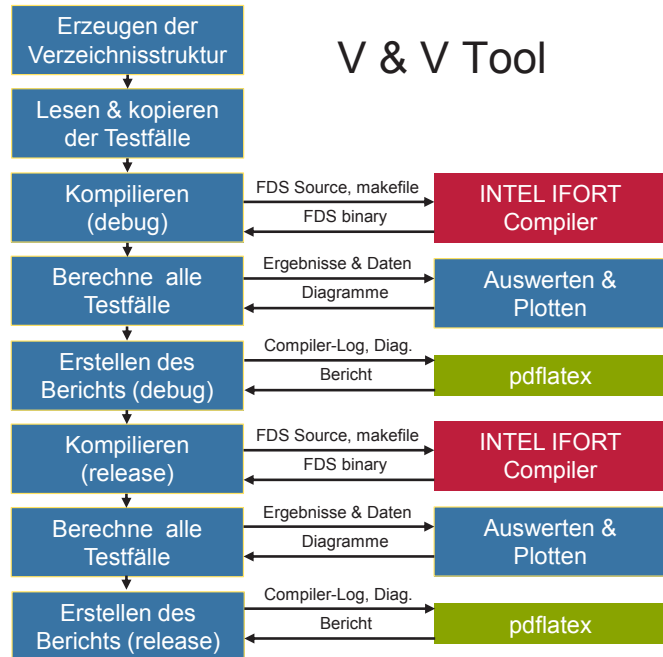 Erzeugen der
Verzeichnisstruktur
V & V Tool
Lesen & kopieren
der Testfälle
Kompilieren
(debug)
FDS Source, makefile
FDS binary
INTEL IFORT
Compiler
Berechne alle
Testfälle
Ergebnisse & Daten
Diagramme
Auswerten &
Plotten
Erstellen des
Berichts (debug)
Compiler-Log, Diag.
Bericht
pdflatex
Kompilieren
(release)
FDS Source, makefile
FDS binary
INTEL IFORT
Compiler
Berechne alle
Testfälle
Ergebnisse & Daten
Diagramme
Auswerten &
Plotten
Erstellen des
Berichts (release)
Compiler-Log, Diag.
Bericht
pdflatex